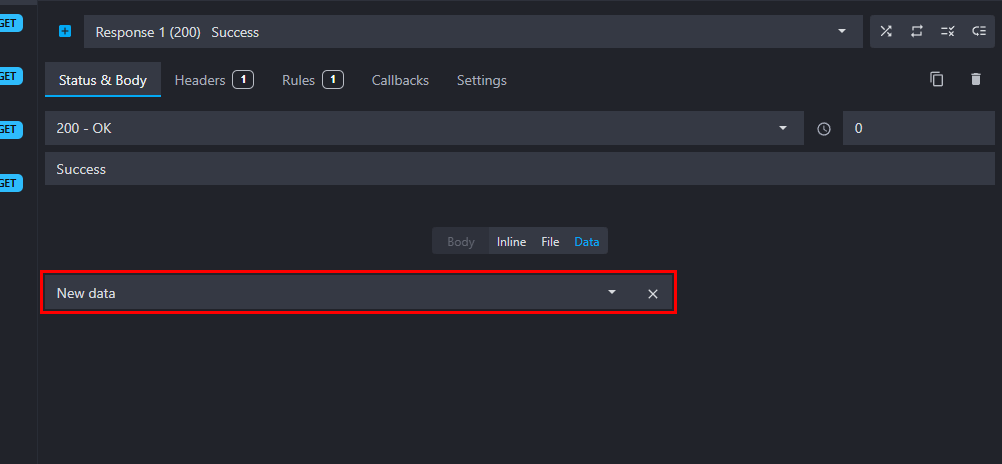 GET
Response 1 (200) Success
GET
Status & Body Headers 1 Rules 1 Callbacks Settings
GET
200 - OK 0
Success
GET
Body Inline File Data
New data